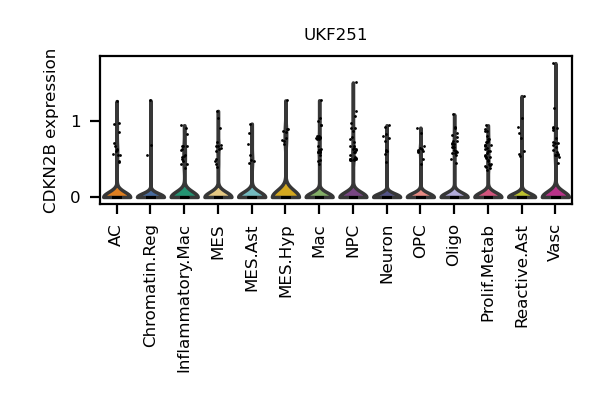 UKF251
CDKN2B expression
1
0
AC
Chromatin.Reg
Inflammatory.Mac
MES
MES.Ast
MES.Hyp
Mac
NPC
Neuron
OPC
Oligo
Prolif.Metab
Reactive.Ast
Vasc